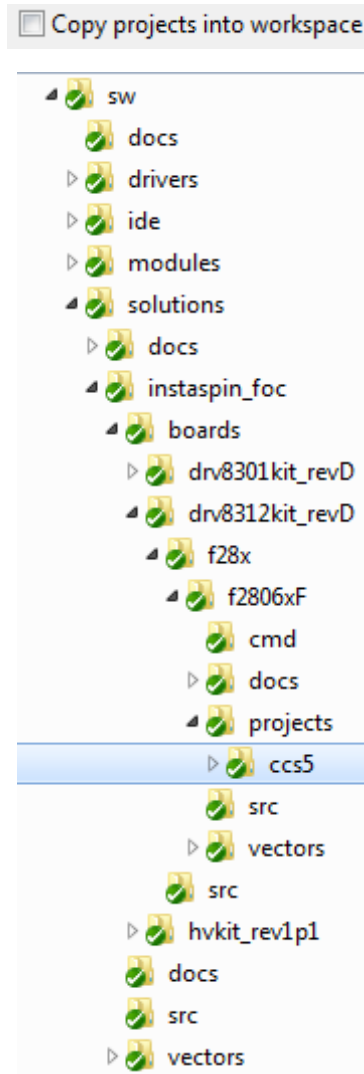 Copy projects into workspace
sw
docs
drivers
ide
modules
solutions
docs
instaspin_foc
boards
drv8301kit_revD
drv8312kit_revD
f28x
f2806xF
cmd
docs
projects
ccs5
src
vectors
src
hvkit_rev1p1
docs
src
vectors